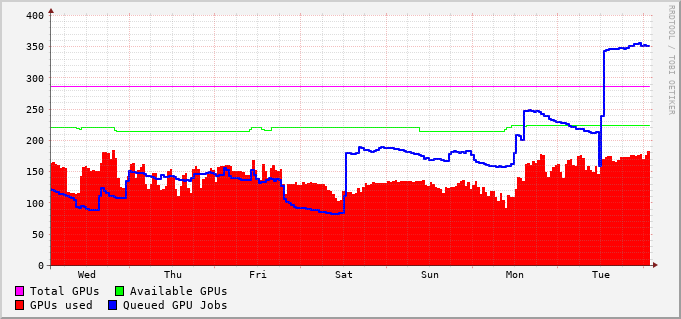 400
350
300
250
200
150
100
50
0
Wed Thu Fri Sat Sun Mon Tue
Total GPUs Available GPUs
GPUs used Queued GPU Jobs
RRDTOOL / TOBI OETIKER